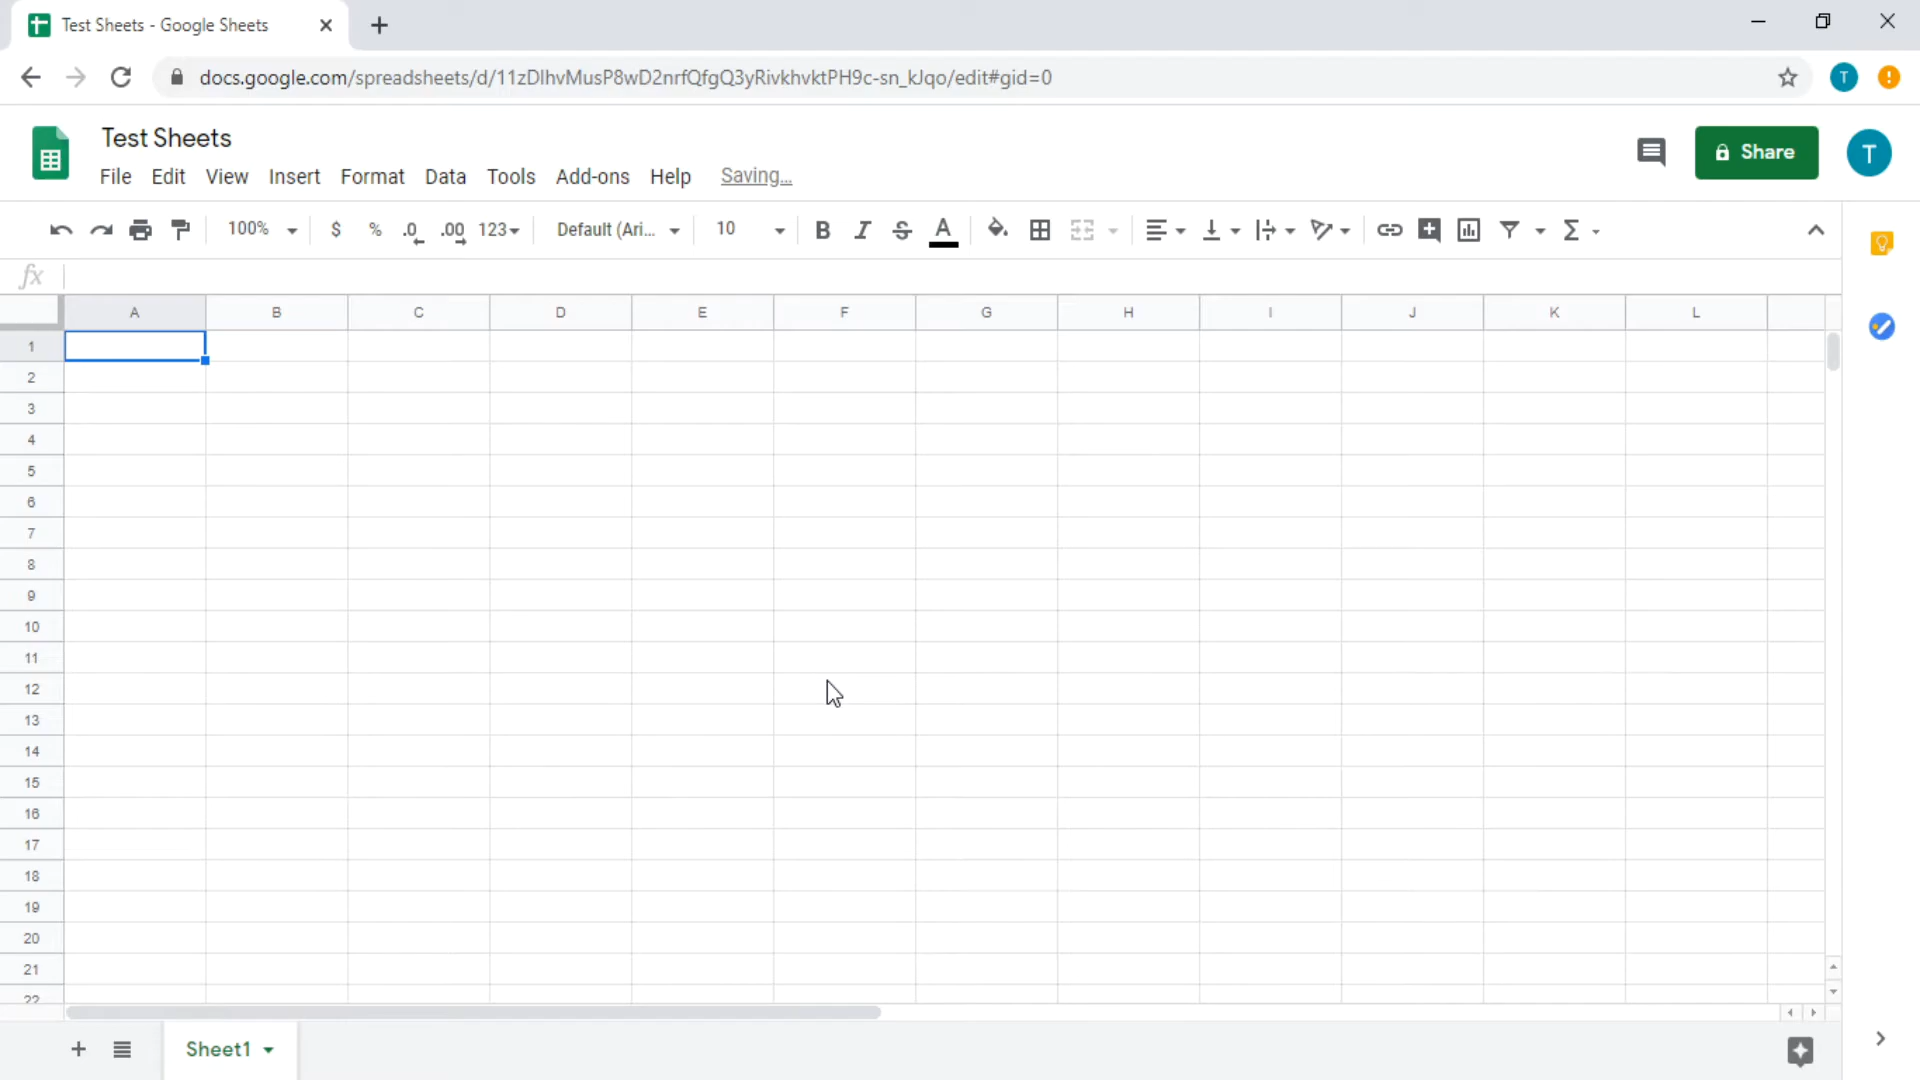 Test Sheets - Google Sheets
docs.google.com/spreadsheets/d/11zDlhvMusP8wD2nrfQfgQ3yRivkhvktPH9c-sn_kJqo/edit#gid=0
T
Test Sheets
File Edit View Insert Format Data Tools Add-ons Help Saving...
Share
T
100% $ % .0 .00 123 Default (Ari... 10 B I S A
fx
A B C D E F G H I J K L
1
2
3
4
5
6
7
8
9
10
11
12
13
14
15
16
17
18
19
20
21
22
Sheet1